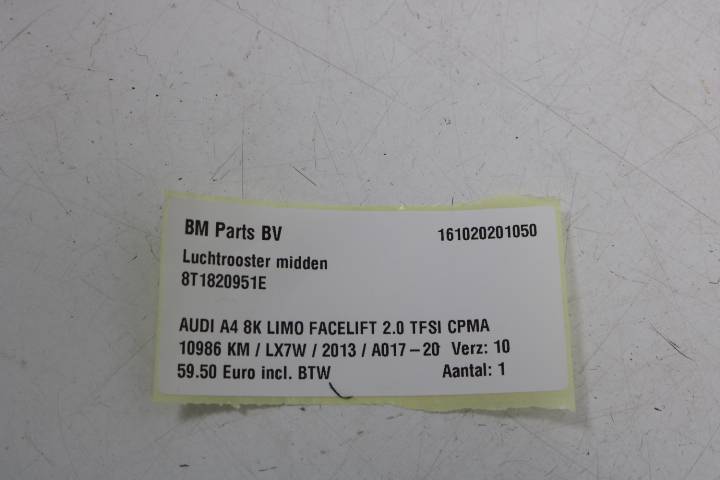 BM Parts BV 161020201050
Luchtrooster midden
8T1820951E
AUDI A4 8K LIMO FACELIFT 2.0 TFSI CPMA
10986 KM / LX7W / 2013 / A017-20 Verz: 10
59.50 Euro incl. BTW Aantal: 1